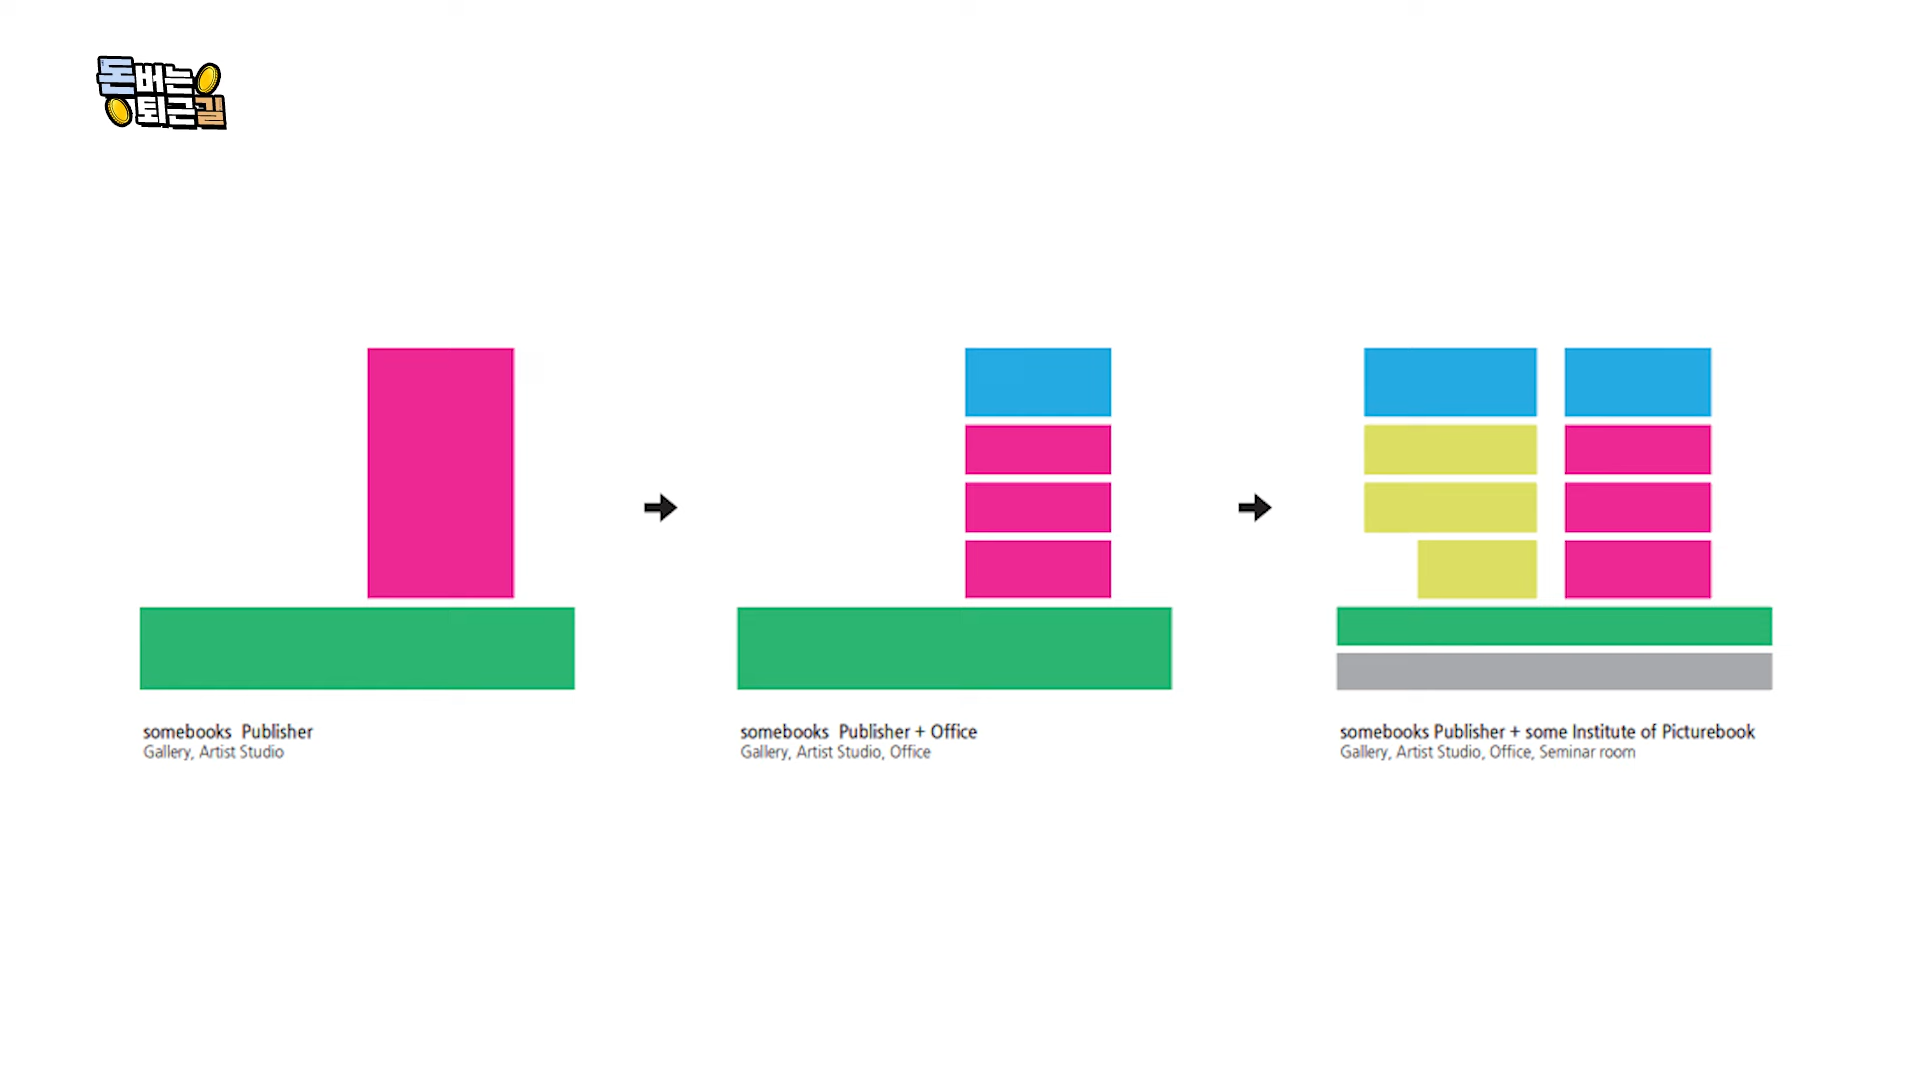 돈버는
퇴근길
somebooks Publisher
Gallery, Artist Studio
somebooks Publisher + Office
Gallery, Artist Studio, Office
somebooks Publisher + some Institute of Picturebook
Gallery, Artist Studio, Office, Seminar room